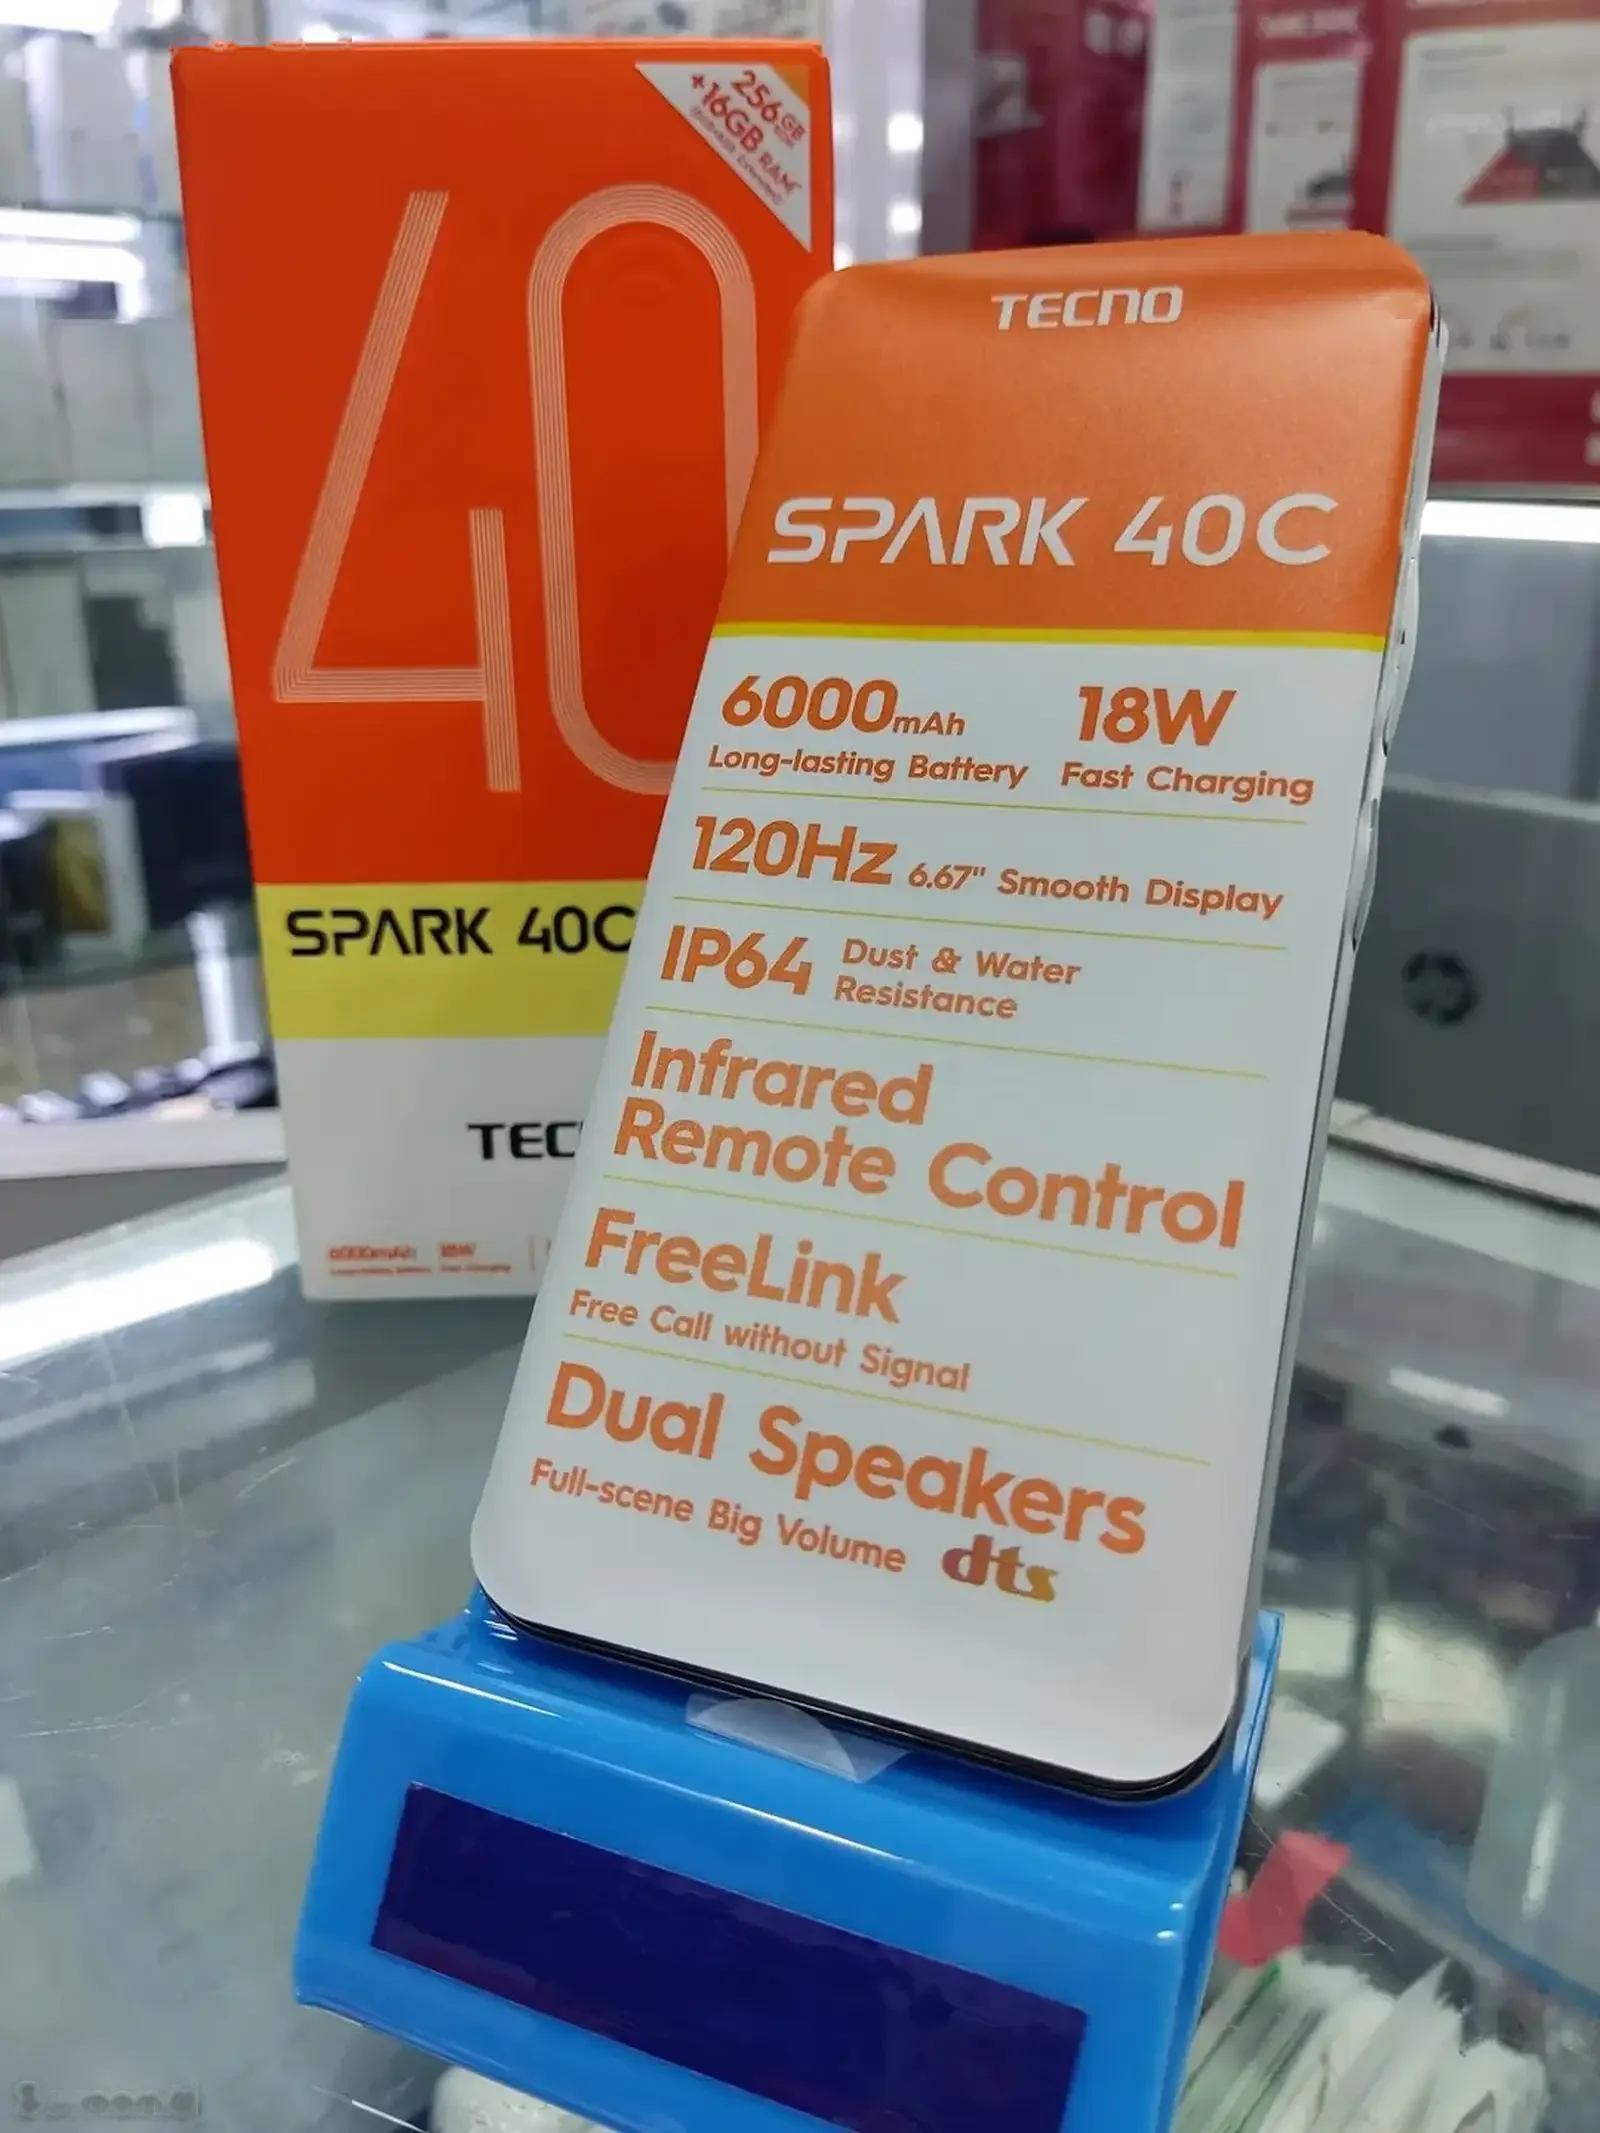 256GB
+16GB RAM*
40
SPARK 40C
TEC
6000mAh 18W
TECNO
SPARK 40C
6000mAh 18W
Long-lasting Battery Fast Charging
120Hz 6.67" Smooth Display
IP64 Dust & Water
Resistance
Infrared
Remote Control
FreeLink
Free Call without Signal
Dual Speakers
Full-scene Big Volume dts